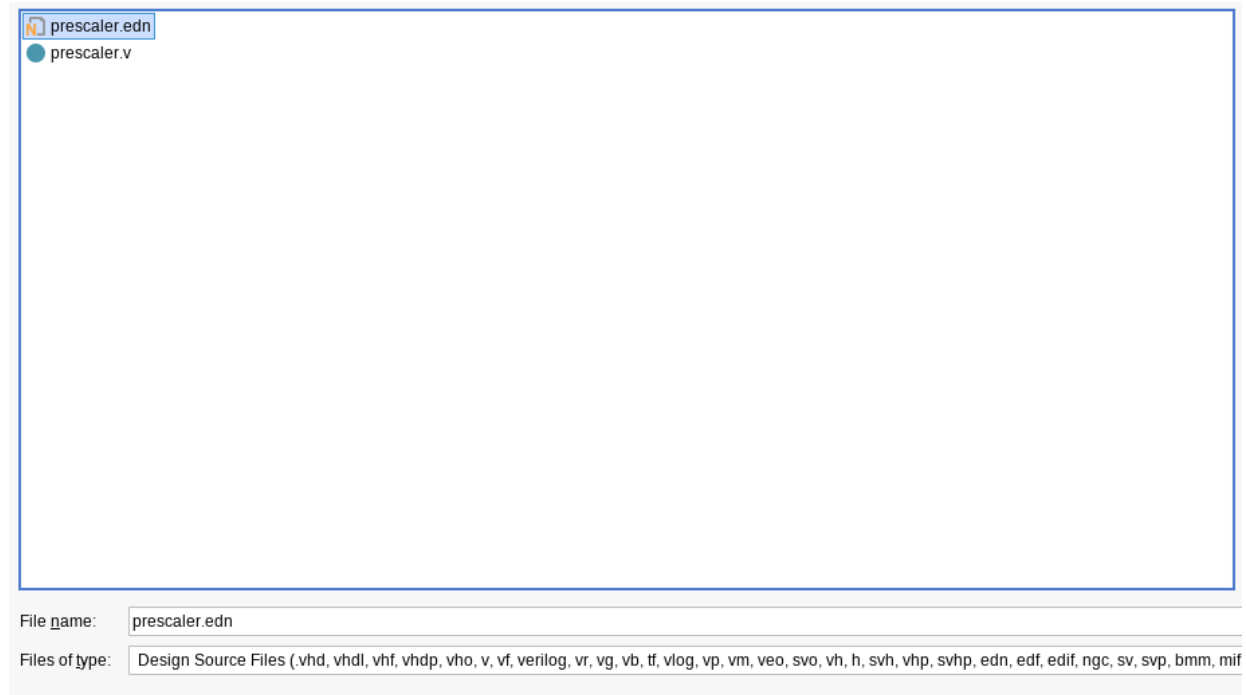 prescaler.edn
prescaler.v
File name: prescaler.edn
Files of type: Design Source Files (.vhd, vhdl, vhf, vhdp, vho, v, vf, verilog, vr, vg, vb, tf, vlog, vp, vm, veo, svo, vh, h, svh, vhp, svhp, edn, edf, edif, ngc, sv, svp, bmm, mif